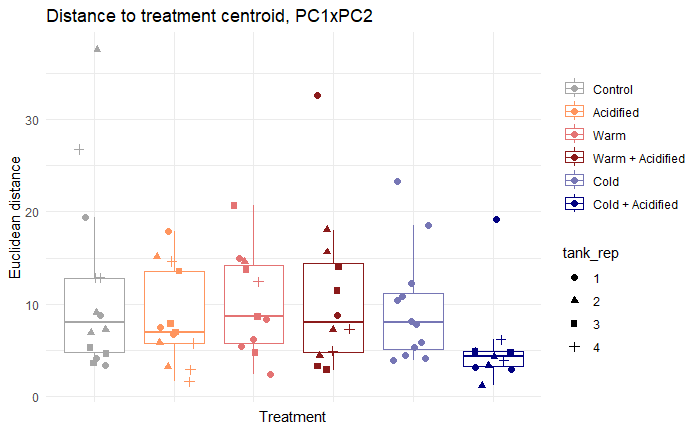 Distance to treatment centroid, PC1xPC2
Euclidean distance
30
20
10
0
Treatment
Control
Acidified
Warm
Warm + Acidified
Cold
Cold + Acidified
tank_rep
1
2
3
4